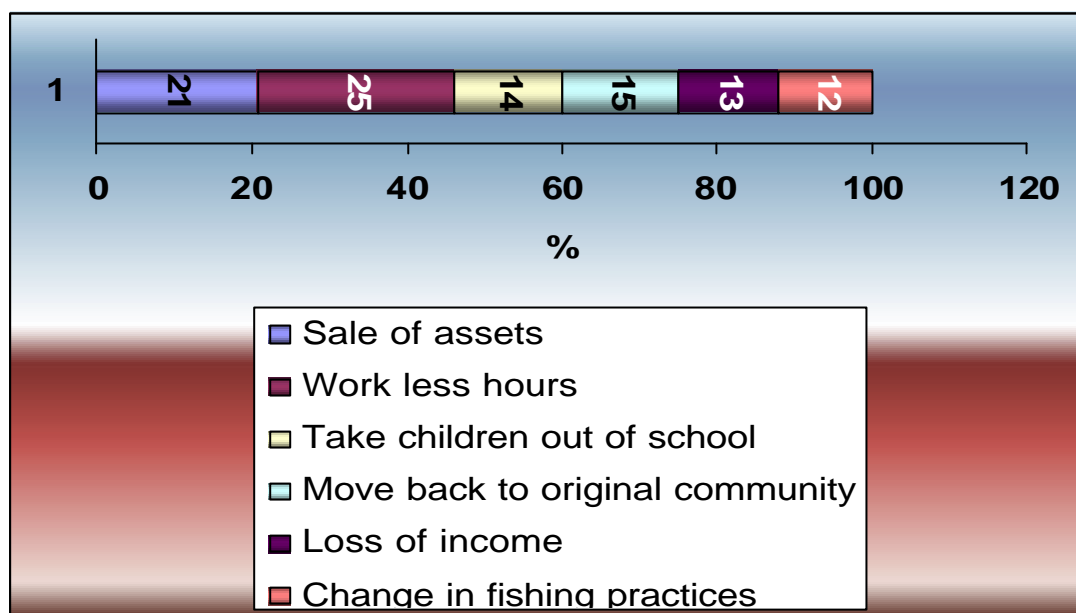 1
21 25 14 15 13 12
0 20 40 60 80 100 120
%
Sale of assets
Work less hours
Take children out of school
Move back to original community
Loss of income
Change in fishing practices